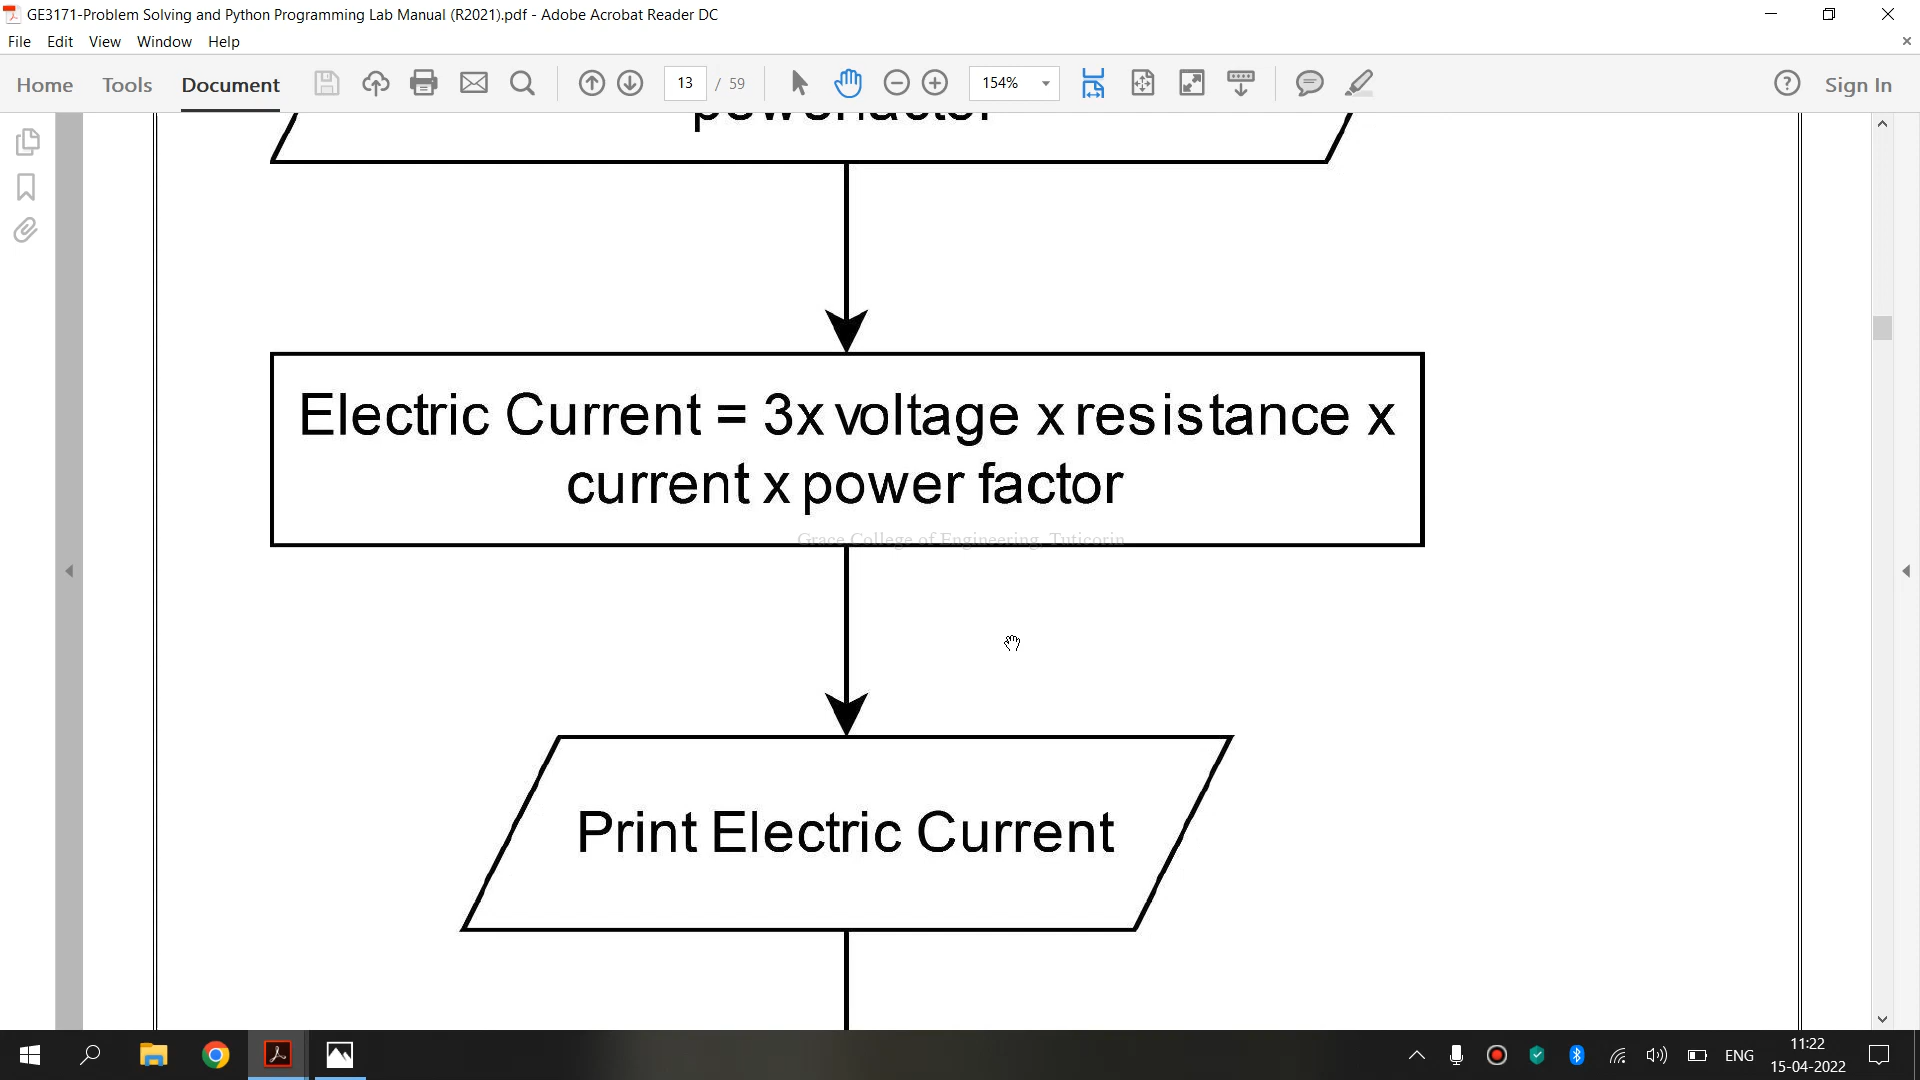 GE3171-Problem Solving and Python Programming Lab Manual (R2021).pdf - Adobe Acrobat Reader DC
File Edit View Window Help
Home Tools Document 13 / 59 154% Sign In
powerfactor
Electric Current = 3x voltage x resistance x
current x power factor
Grace College of Engineering, Tuticorin
Print Electric Current
ENG 11:22
15-04-2022